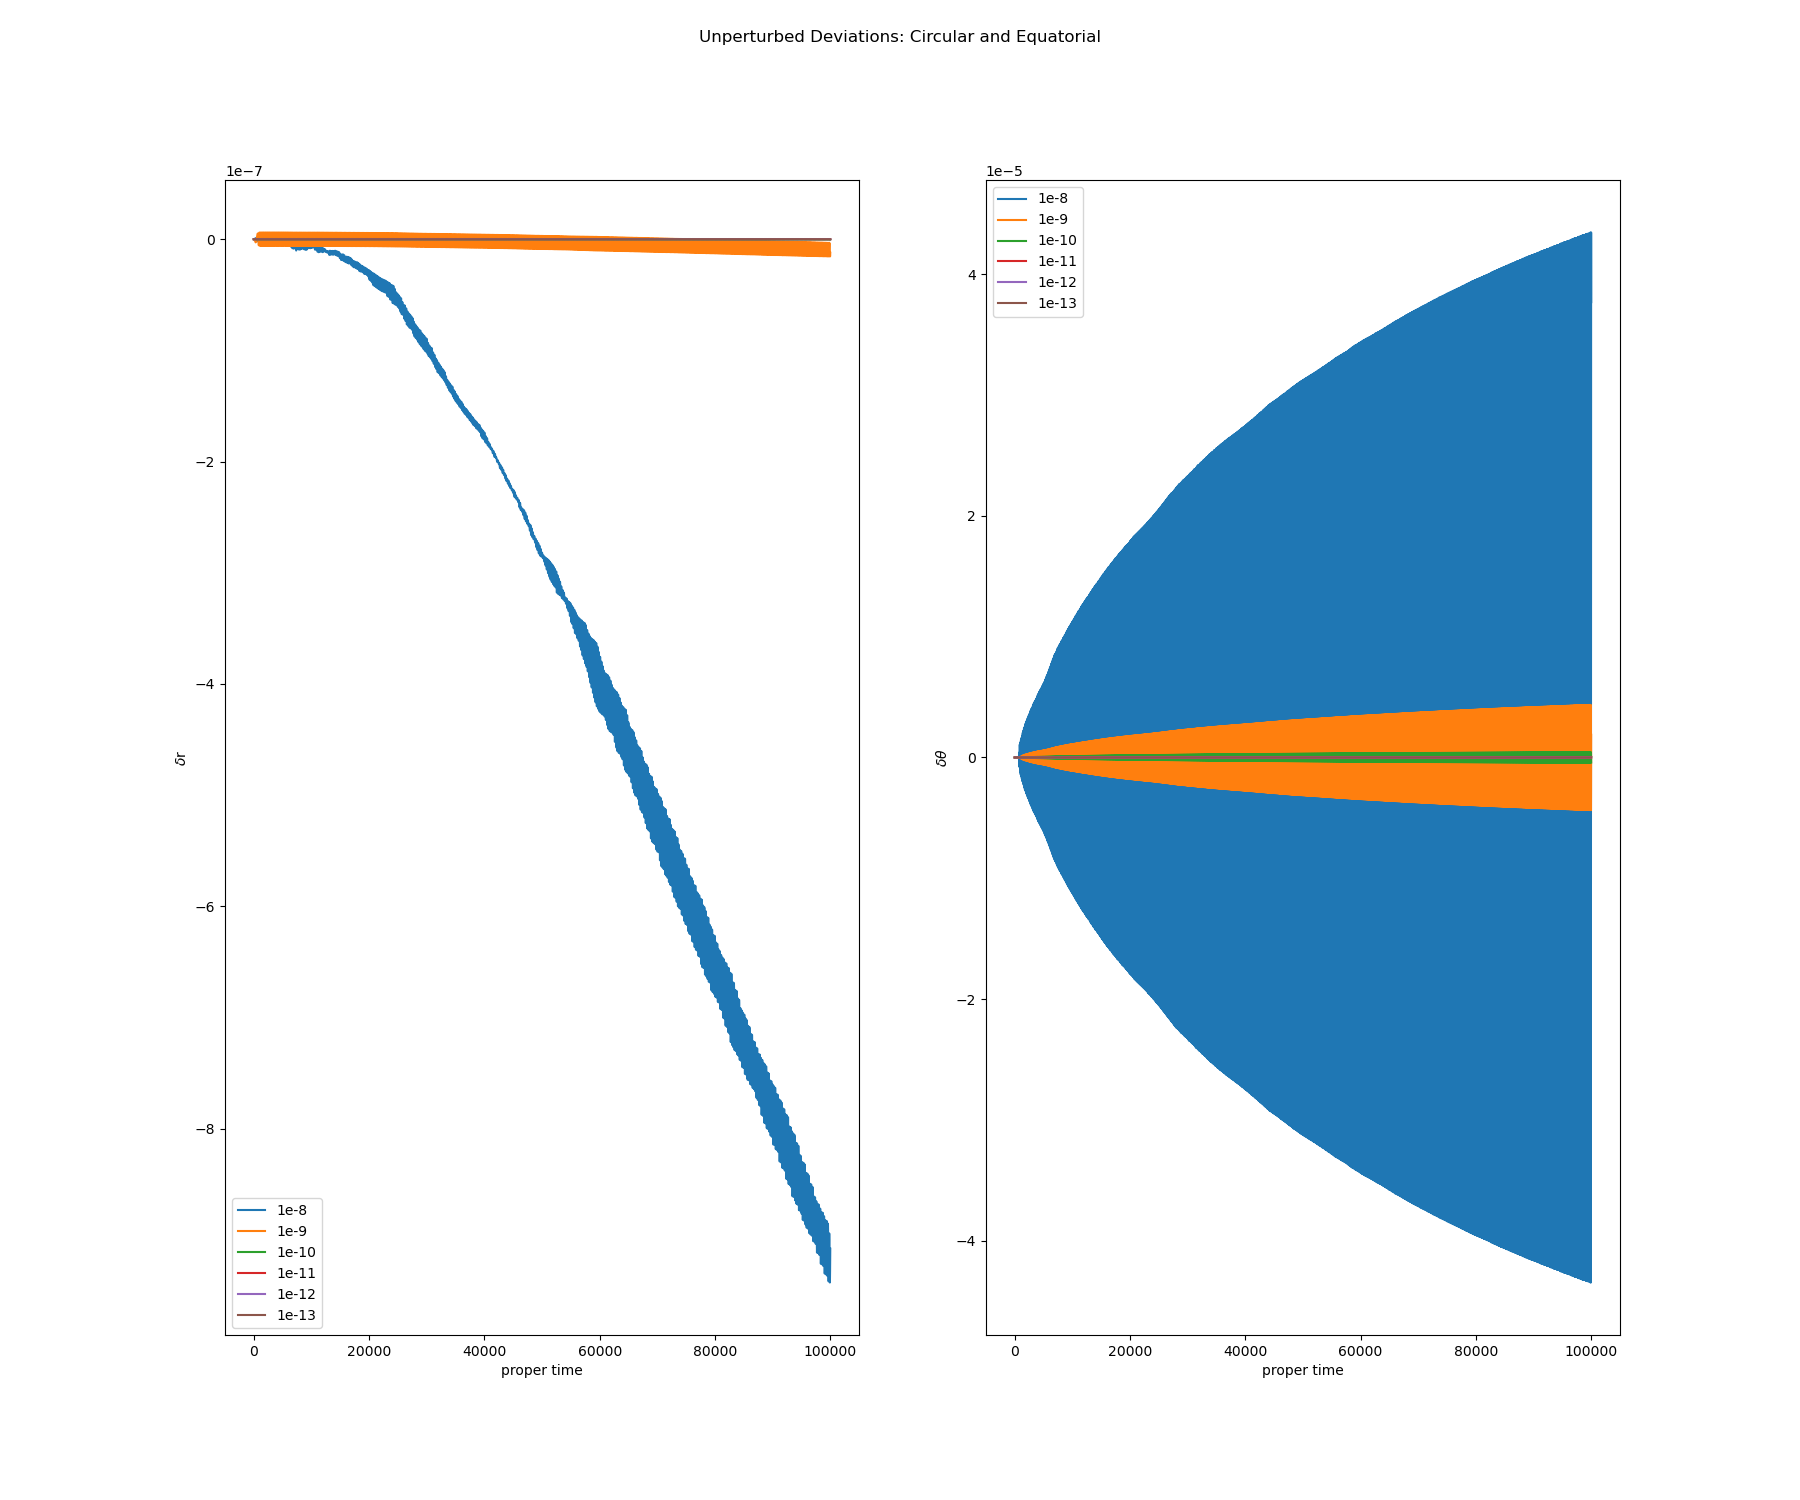 Unperturbed Deviations: Circular and Equatorial
1e−7
0
−2
−4
−6
−8
δr
1e-8
1e-9
1e-10
1e-11
1e-12
1e-13
0 20000 40000 60000 80000 100000
proper time
1e−5
1e-8
1e-9
1e-10
1e-11
1e-12
1e-13
4
2
0
−2
−4
δθ
0 20000 40000 60000 80000 100000
proper time